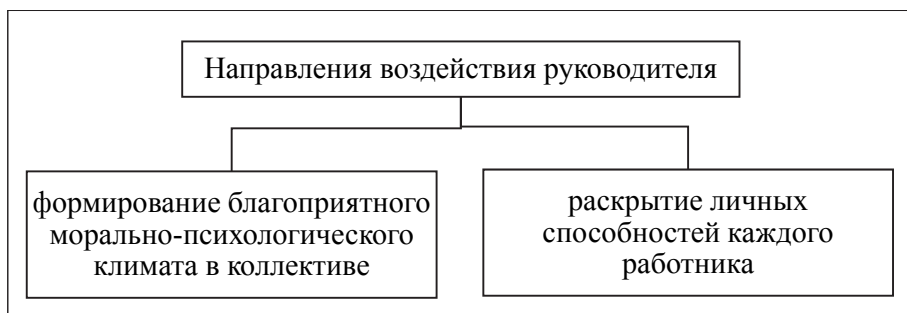 Направления воздействия руководителя
формирование благоприятного
морально-психологического
климата в коллективе
раскрытие личных
способностей каждого
работника